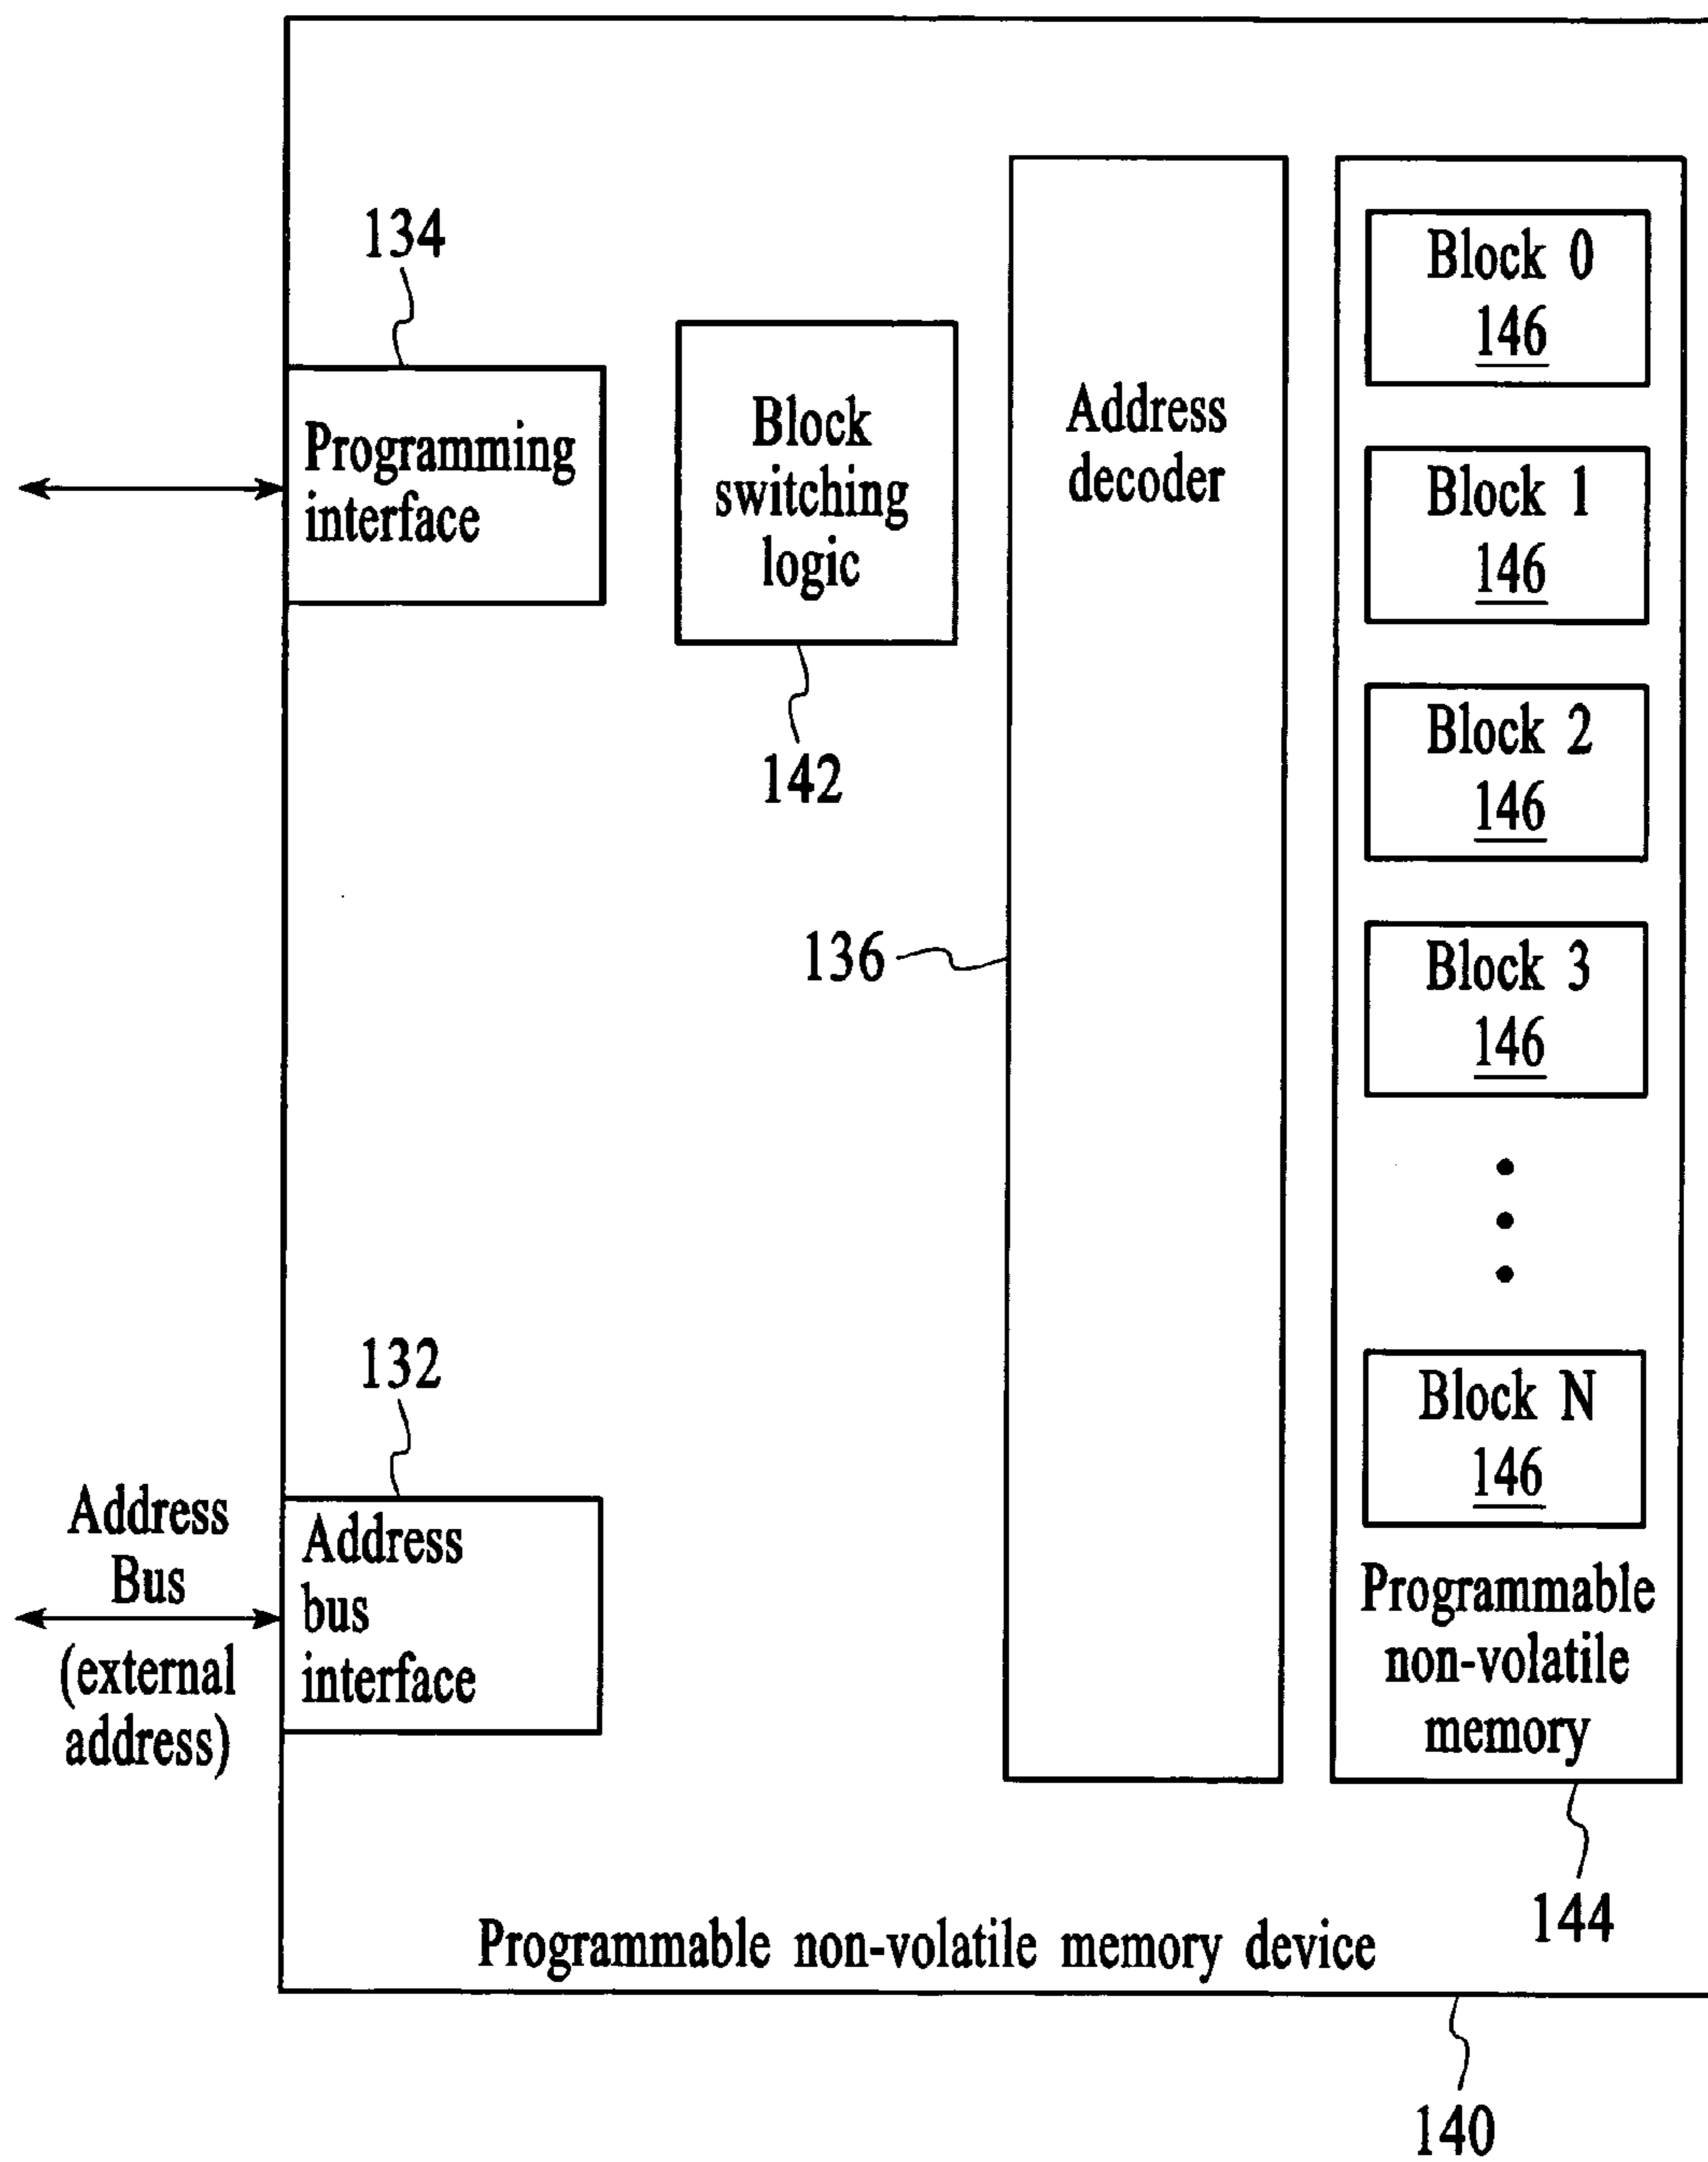 134
Programming
interface
Block
switching
logic
142
Address
decoder
136
Block 0
146
Block 1
146
Block 2
146
Block 3
146
Block N
146
Programmable
non-volatile
memory
144
132
Address
Bus
(external
address)
Address
bus
interface
Programmable non-volatile memory device
140